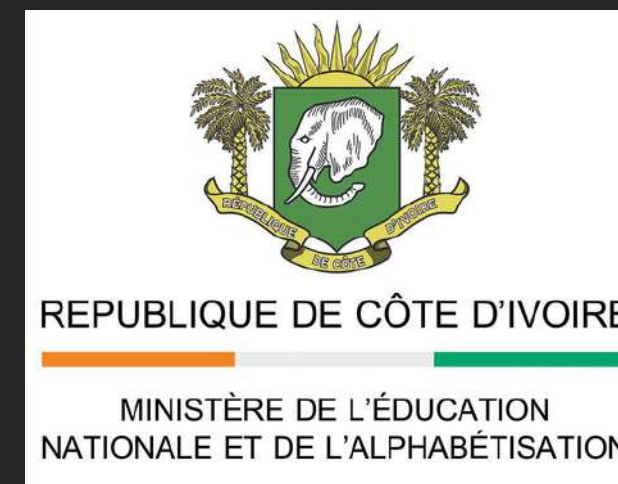 RÉPUBLIQUE DE CÔTE D'IVOIRE
REPUBLIQUE DE CÔTE D'IVOIRE
MINISTÈRE DE L'ÉDUCATION
NATIONALE ET DE L'ALPHABÉTISATION